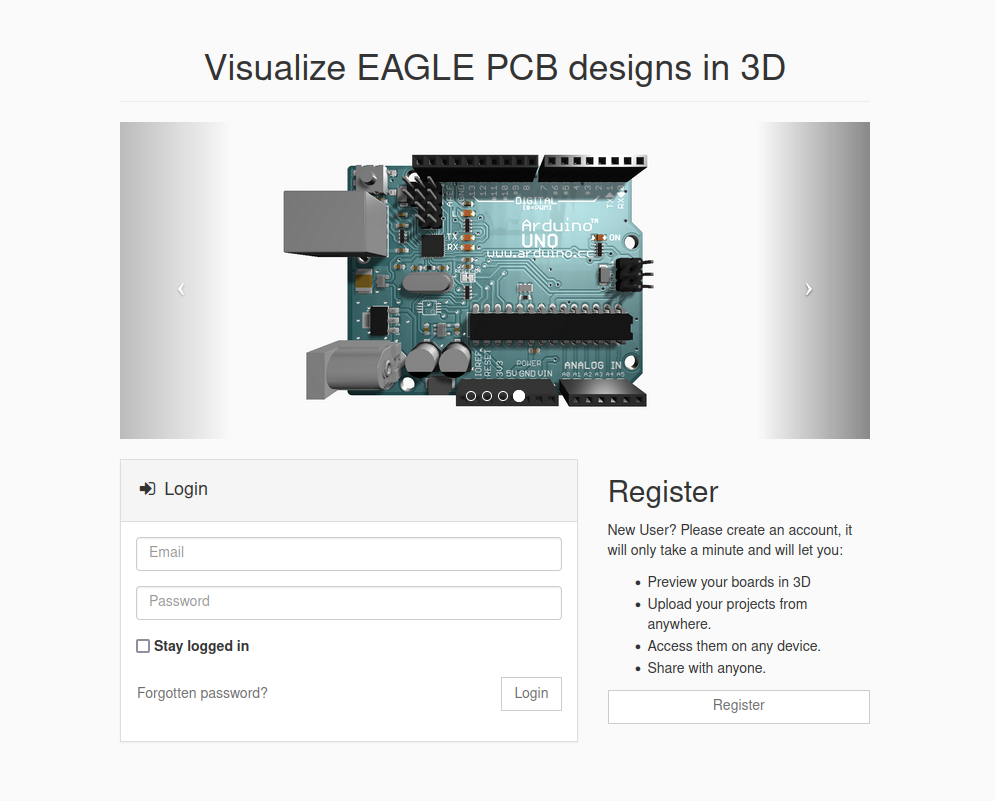 Visualize EAGLE PCB designs in 3D
DIGITAL
Arduino™
UNO
TX
RX
ON
www.arduino.cc
IOREF
RESET
3V3
POWER
5V GND VIN
ANALOG IN
A0 A1 A2 A3 A4 A5
Login
Email
Password
Stay logged in
Forgotten password?
Login
Register
New User? Please create an account, it
will only take a minute and will let you:
Preview your boards in 3D
Upload your projects from
anywhere.
Access them on any device.
Share with anyone.
Register